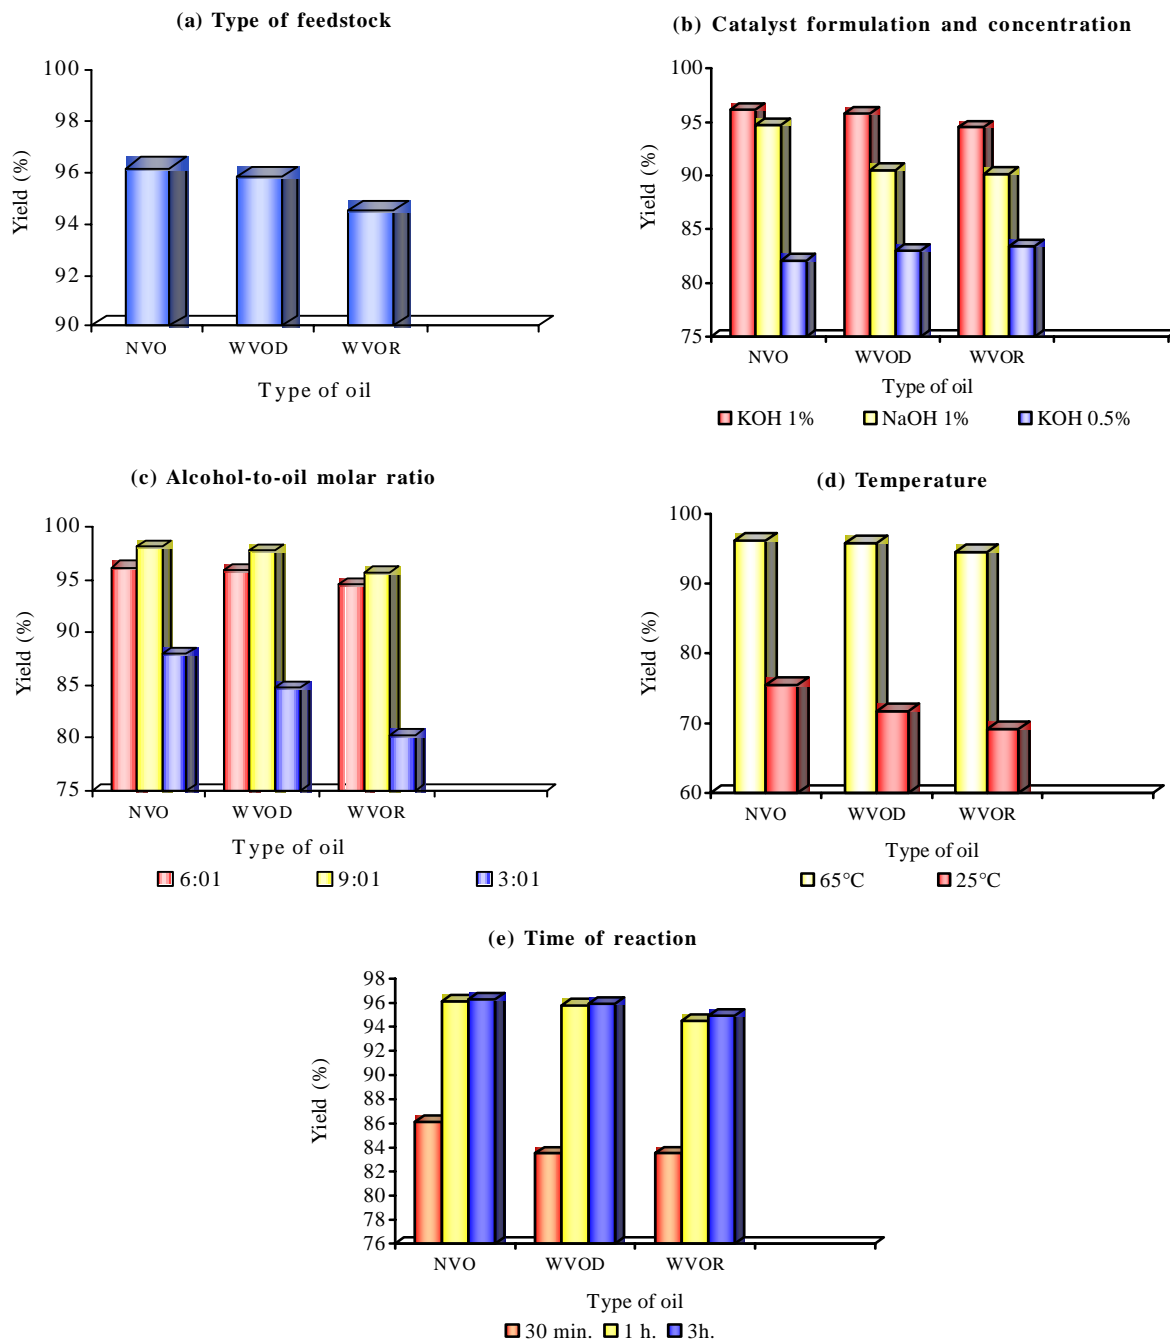 (a) Type of feedstock
100
98
96
94
92
90
Yield (%)
NVO WVOD WVOR
Type of oil
(b) Catalyst formulation and concentration
100
95
90
85
80
75
Yield (%)
NVO WVOD WVOR
Type of oil
KOH 1% NaOH 1% KOH 0.5%
(c) Alcohol-to-oil molar ratio
100
95
90
85
80
75
Yield (%)
NVO WVOD WVOR
Type of oil
6:01 9:01 3:01
(d) Temperature
100
90
80
70
60
Yield (%)
NVO WVOD WVOR
Type of oil
65°C 25°C
(e) Time of reaction
98
96
94
92
90
88
86
84
82
80
78
76
Yield (%)
NVO WVOD WVOR
Type of oil
30 min. 1 h. 3h.